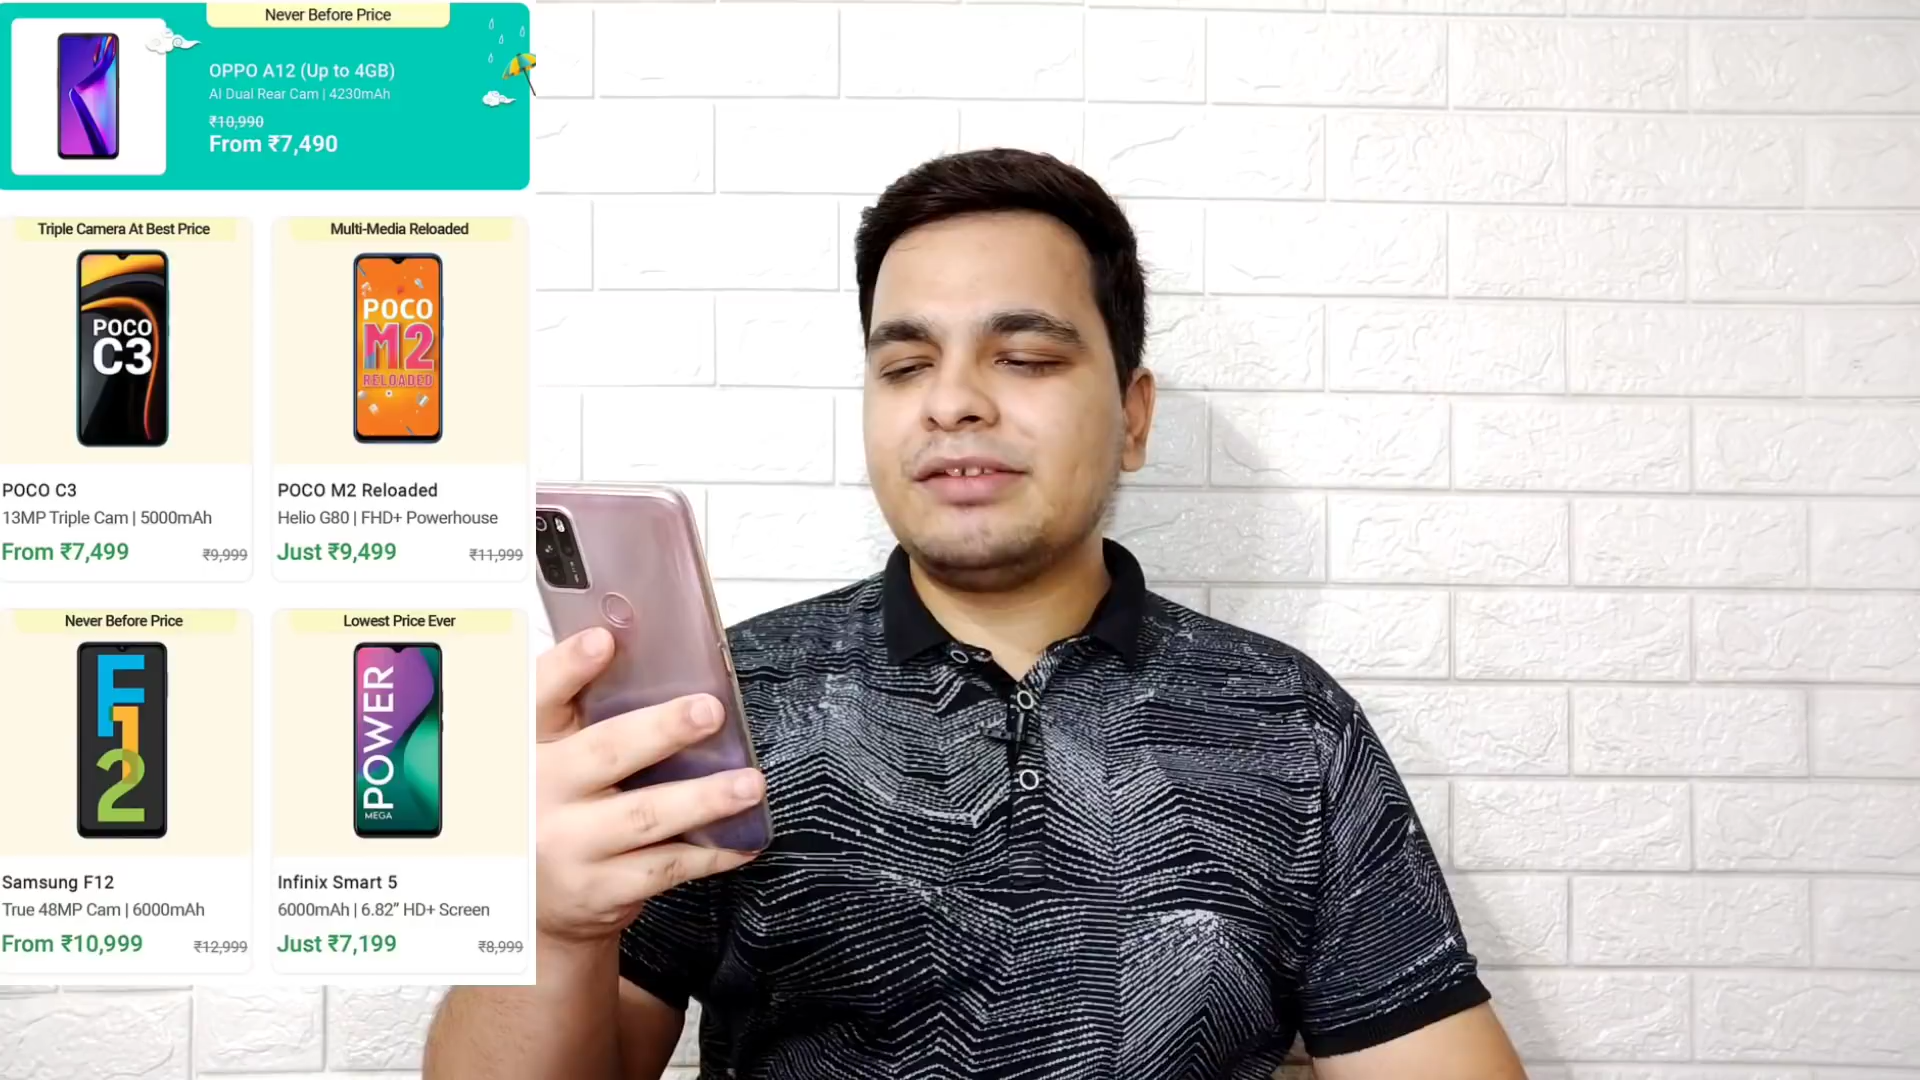 Never Before Price
OPPO A12 (Up to 4GB)
AI Dual Rear Cam | 4230mAh
₹10,990
From ₹7,490
Triple Camera At Best Price
POCO
C3
POCO C3
13MP Triple Cam | 5000mAh
From ₹7,499 ₹9,999
Multi-Media Reloaded
POCO
M2
RELOADED
POCO M2 Reloaded
Helio G80 | FHD+ Powerhouse
Just ₹9,499 ₹11,999
Never Before Price
F12
Samsung F12
True 48MP Cam | 6000mAh
From ₹10,999 ₹12,999
Lowest Price Ever
POWER
MEGA
Infinix Smart 5
6000mAh | 6.82” HD+ Screen
Just ₹7,199 ₹8,999